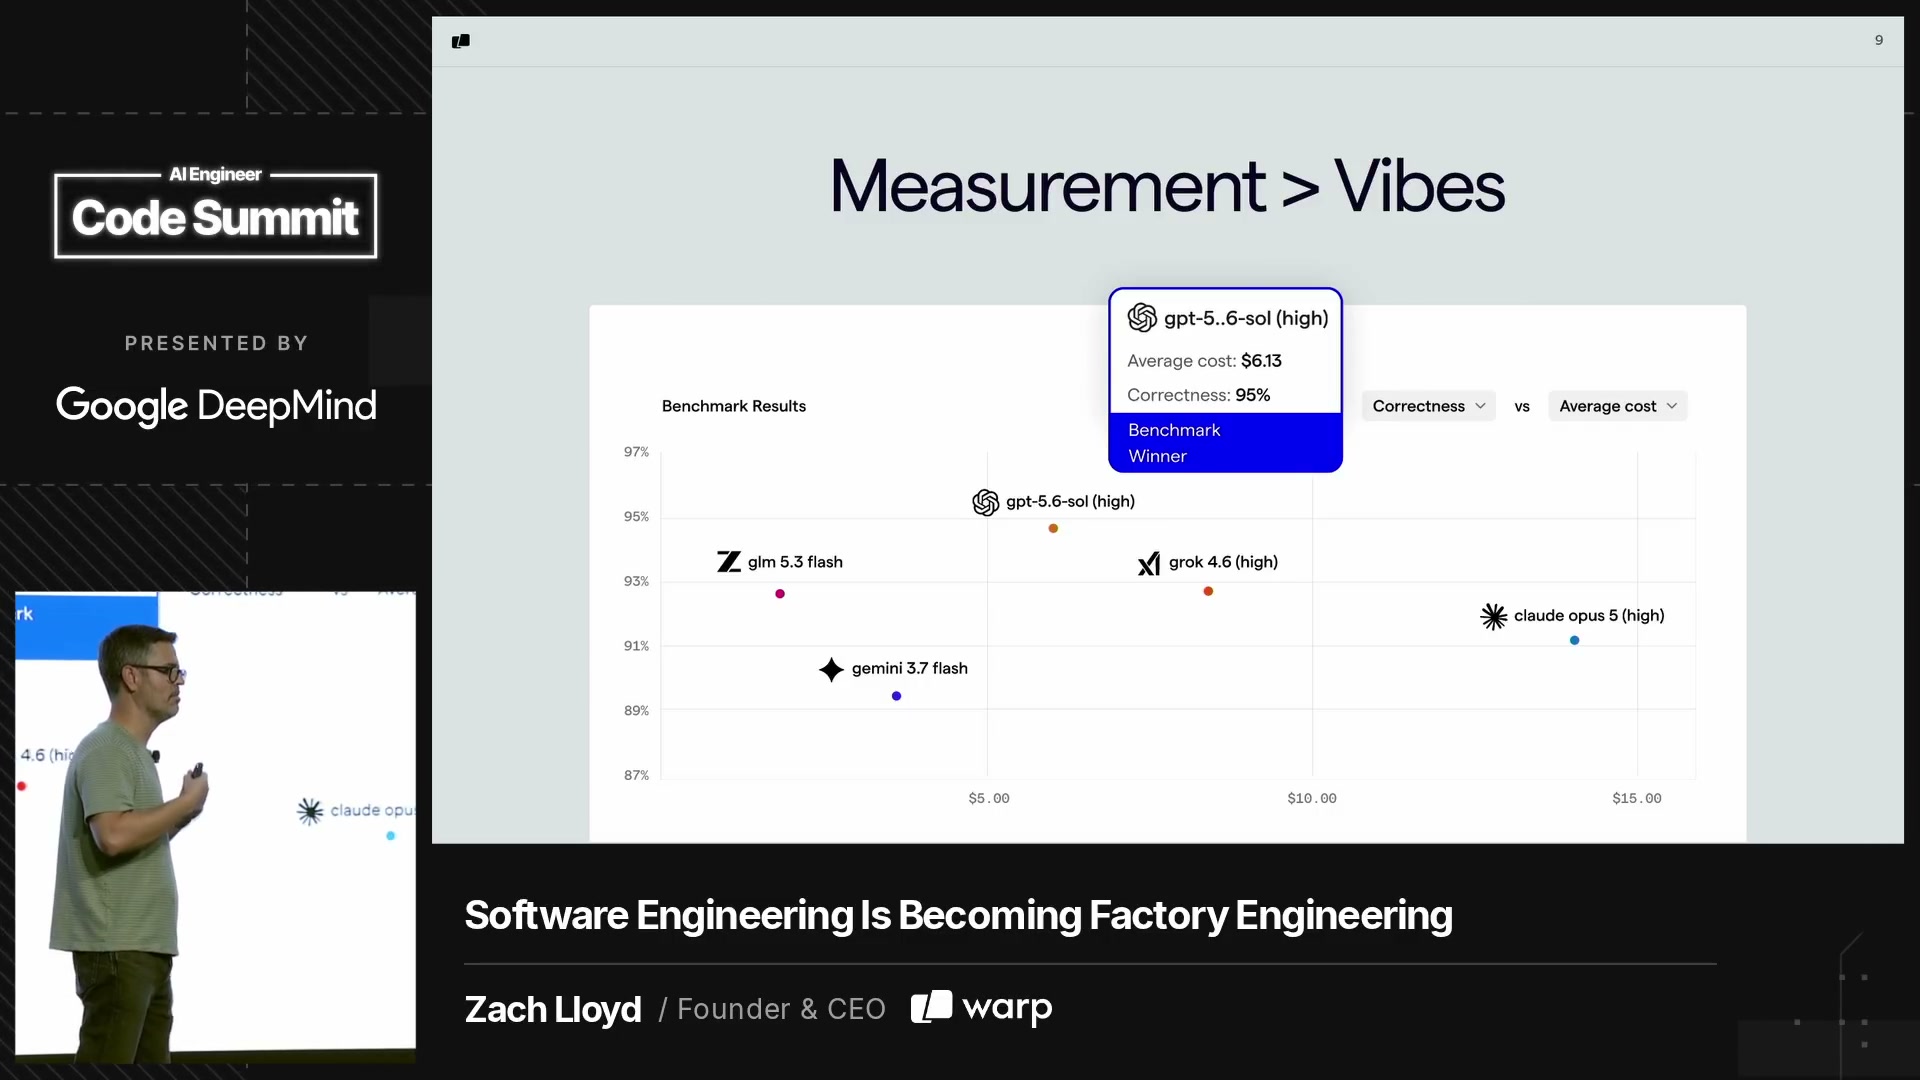 AI Engineer
Code Summit
PRESENTED BY
Google DeepMind
9
Measurement > Vibes
gpt-5..6-sol (high)
Average cost: $6.13
Correctness: 95%
Benchmark
Winner
Benchmark Results
Correctness vs Average cost
97%
95%
93%
91%
89%
87%
gpt-5.6-sol (high)
glm 5.3 flash
grok 4.6 (high)
claude opus 5 (high)
gemini 3.7 flash
$5.00 $10.00 $15.00
rk
4.6 (hig
claude opus
Software Engineering Is Becoming Factory Engineering
Zach Lloyd / Founder & CEO warp